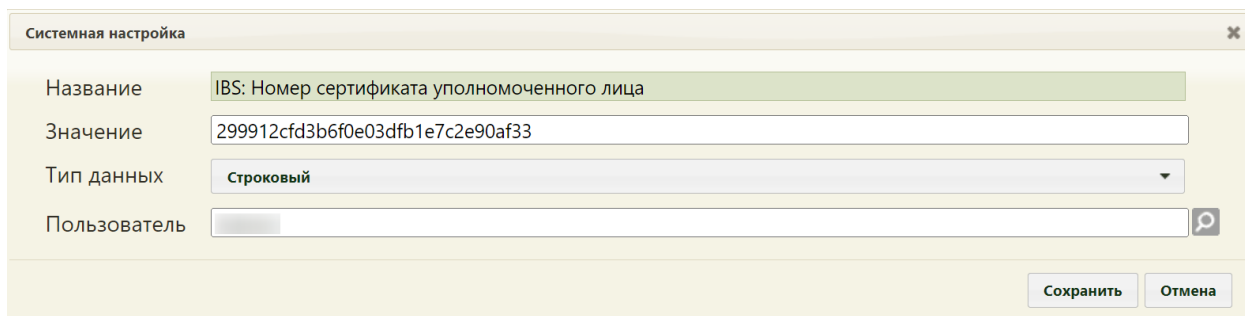 Системная настройка
Название IBS: Номер сертификата уполномоченного лица
Значение 299912cfd3b6f0e03dfb1e7c2e90af33
Тип данных Строковый
Пользователь
Сохранить Отмена